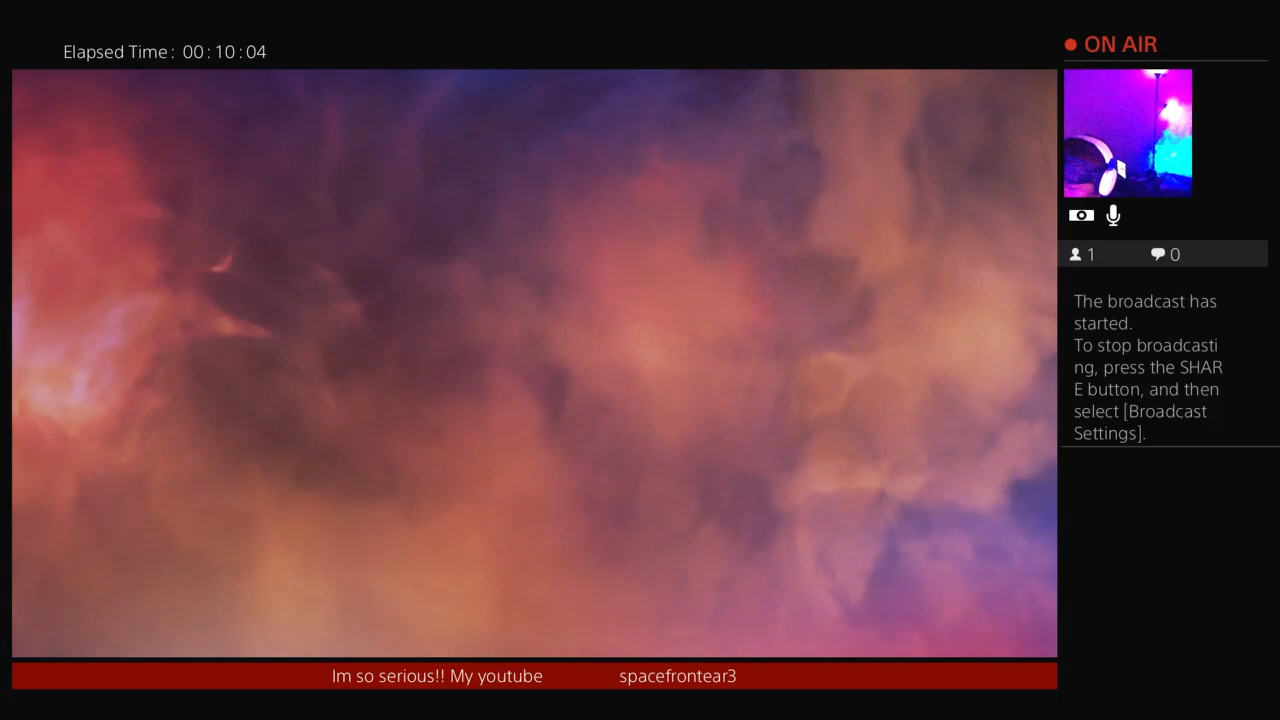 Elapsed Time: 00:10:04
ON AIR
1 0
The broadcast has
started.
To stop broadcasti
ng, press the SHAR
E button, and then
select [Broadcast
Settings].
Im so serious!! My youtube spacefrontear3